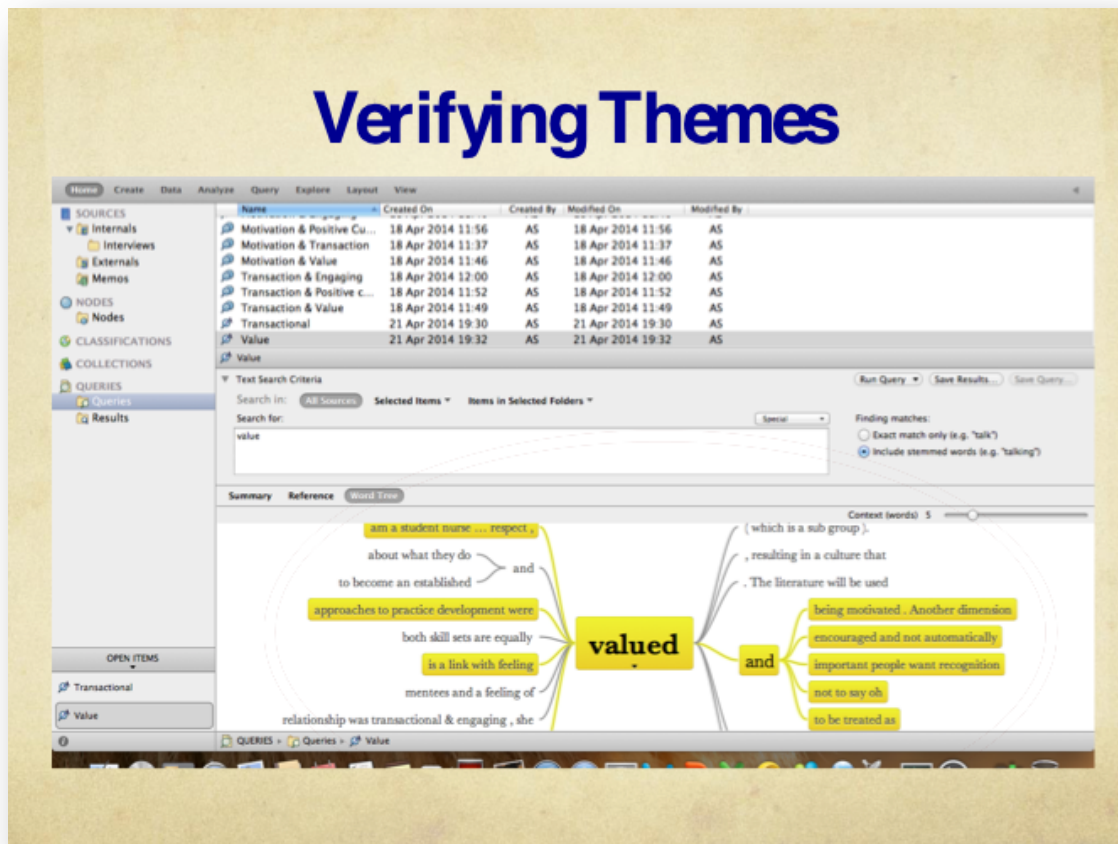 Verifying Themes
Home Create Data Analyze Query Explore Layout View
SOURCES
Internals
Interviews
Externals
Memos
NODES
Nodes
CLASSIFICATIONS
COLLECTIONS
QUERIES
Queries
Results
Name Created On Created By Modified On Modified By
Motivation & Positive Cu... 18 Apr 2014 11:56 AS 18 Apr 2014 11:56 AS
Motivation & Transaction 18 Apr 2014 11:37 AS 18 Apr 2014 11:37 AS
Motivation & Value 18 Apr 2014 11:46 AS 18 Apr 2014 11:46 AS
Transaction & Engaging 18 Apr 2014 12:00 AS 18 Apr 2014 12:00 AS
Transaction & Positive c... 18 Apr 2014 11:52 AS 18 Apr 2014 11:52 AS
Transaction & Value 18 Apr 2014 11:49 AS 18 Apr 2014 11:49 AS
Transactional 21 Apr 2014 19:30 AS 21 Apr 2014 19:30 AS
Value 21 Apr 2014 19:32 AS 21 Apr 2014 19:32 AS
Value
Text Search Criteria Run Query Save Results... Save Query...
Search in: All Sources Selected Items Items in Selected Folders
Search for: Special Finding matches:
value
Exact match only (e.g. "talk")
Include stemmed words (e.g. "talking")
Summary Reference Word Tree
Context (words) 5
am a student nurse ... respect ,
about what they do
and
to become an established
approaches to practice development were
both skill sets are equally
is a link with feeling
mentees and a feeling of
relationship was transactional & engaging , she
valued
( which is a sub group ).
, resulting in a culture that
. The literature will be used
and
being motivated . Another dimension
encouraged and not automatically
important people want recognition
not to say oh
to be treated as
OPEN ITEMS
Transactional
Value
QUERIES Queries Value